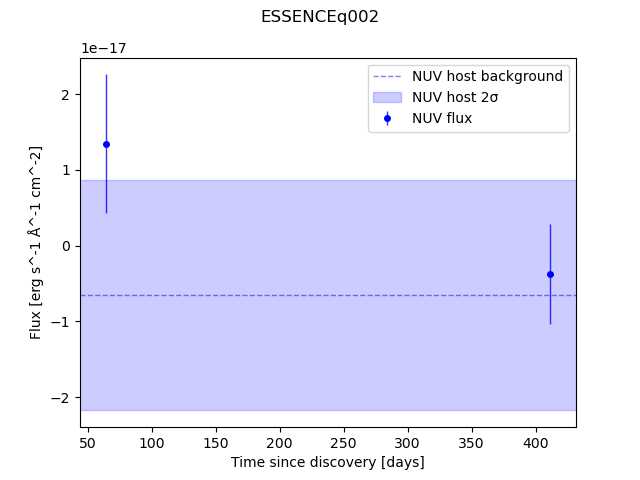 ESSENCEq002
1e−17
NUV host background
NUV host 2σ
NUV flux
2
1
0
−1
−2
Flux [erg s^-1 Å^-1 cm^-2]
50 100 150 200 250 300 350 400
Time since discovery [days]